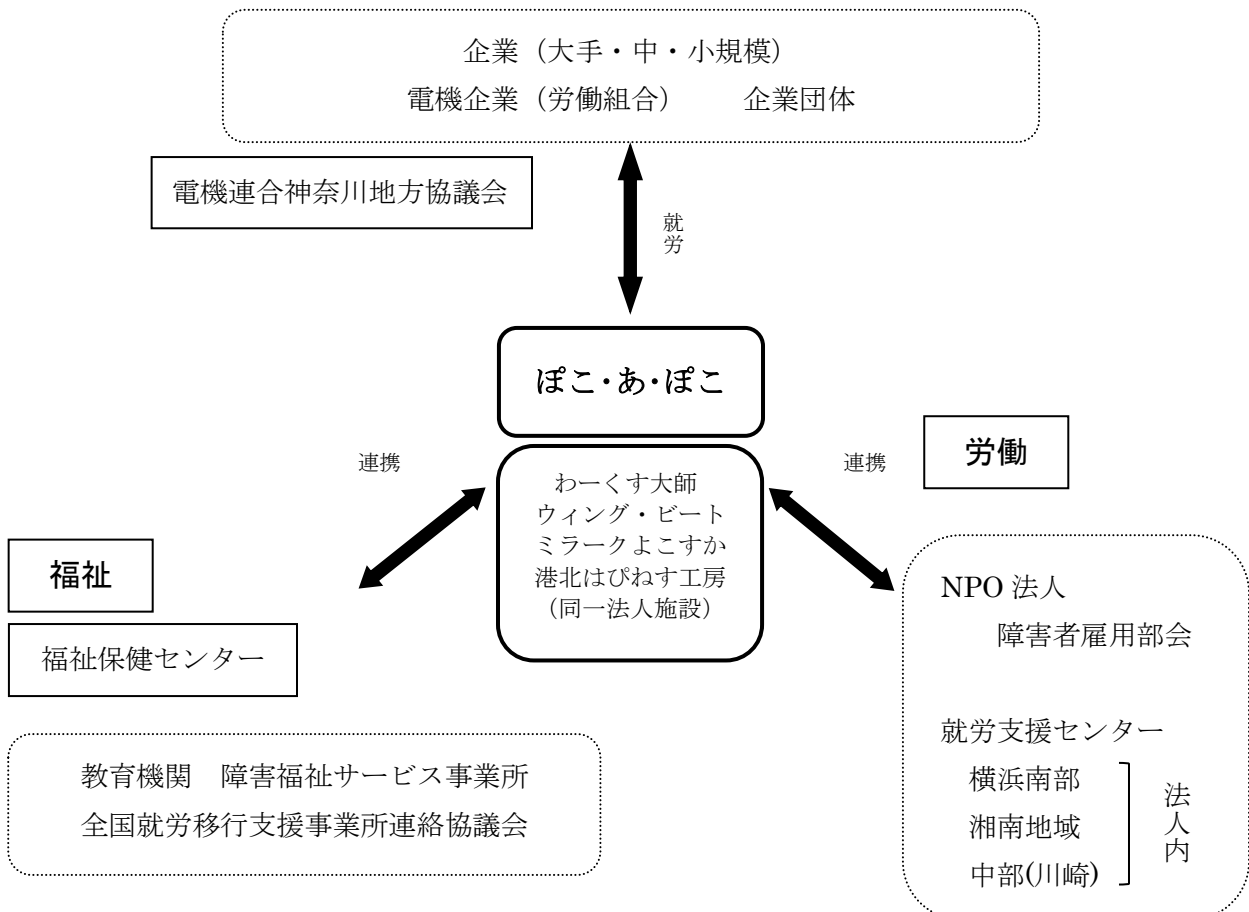 企業（大手・中・小規模）
電機企業（労働組合）　　企業団体
電機連合神奈川地方協議会
就労
ぽこ・あ・ぽこ
連携
わーくす大師
ウィング・ビート
ミラークよこすか
港北はぴねす工房
（同一法人施設）
連携
労働
福祉
福祉保健センター
教育機関　障害福祉サービス事業所
全国就労移行支援事業所連絡協議会
NPO 法人
障害者雇用部会
就労支援センター
横浜南部
湘南地域
中部(川崎)
法人内